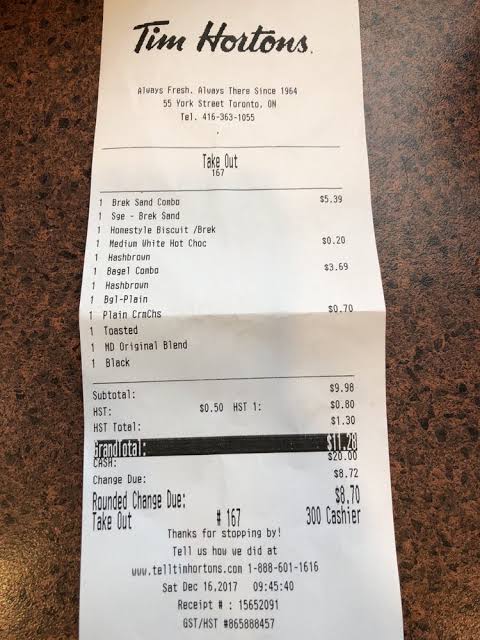 Tim Hortons.
Always Fresh. Always There Since 1964
55 York Street Toronto, ON
Tel. 416-363-1055
Take Out
167
1 Brek Sand Combo $5.39
1 Sge - Brek Sand
1 Homestyle Biscuit /Brek
1 Medium White Hot Choc $0.20
1 Hashbrown
1 Bagel Combo $3.69
1 Hashbrown
1 Bgl-Plain
1 Plain CrmChs $0.70
1 Toasted
1 MD Original Blend
1 Black
Subtotal: $9.98
HST: $0.50 HST 1: $0.80
HST Total: $1.30
GrandTotal: $11.28
CASH: $20.00
Change Due: $8.72
Rounded Change Due: $8.70
Take Out # 167 300 Cashier
Thanks for stopping by!
Tell us how we did at
www.telltimhortons.com 1-888-601-1616
Sat Dec 16,2017 09:45:40
Receipt # : 15652091
GST/HST #865888457